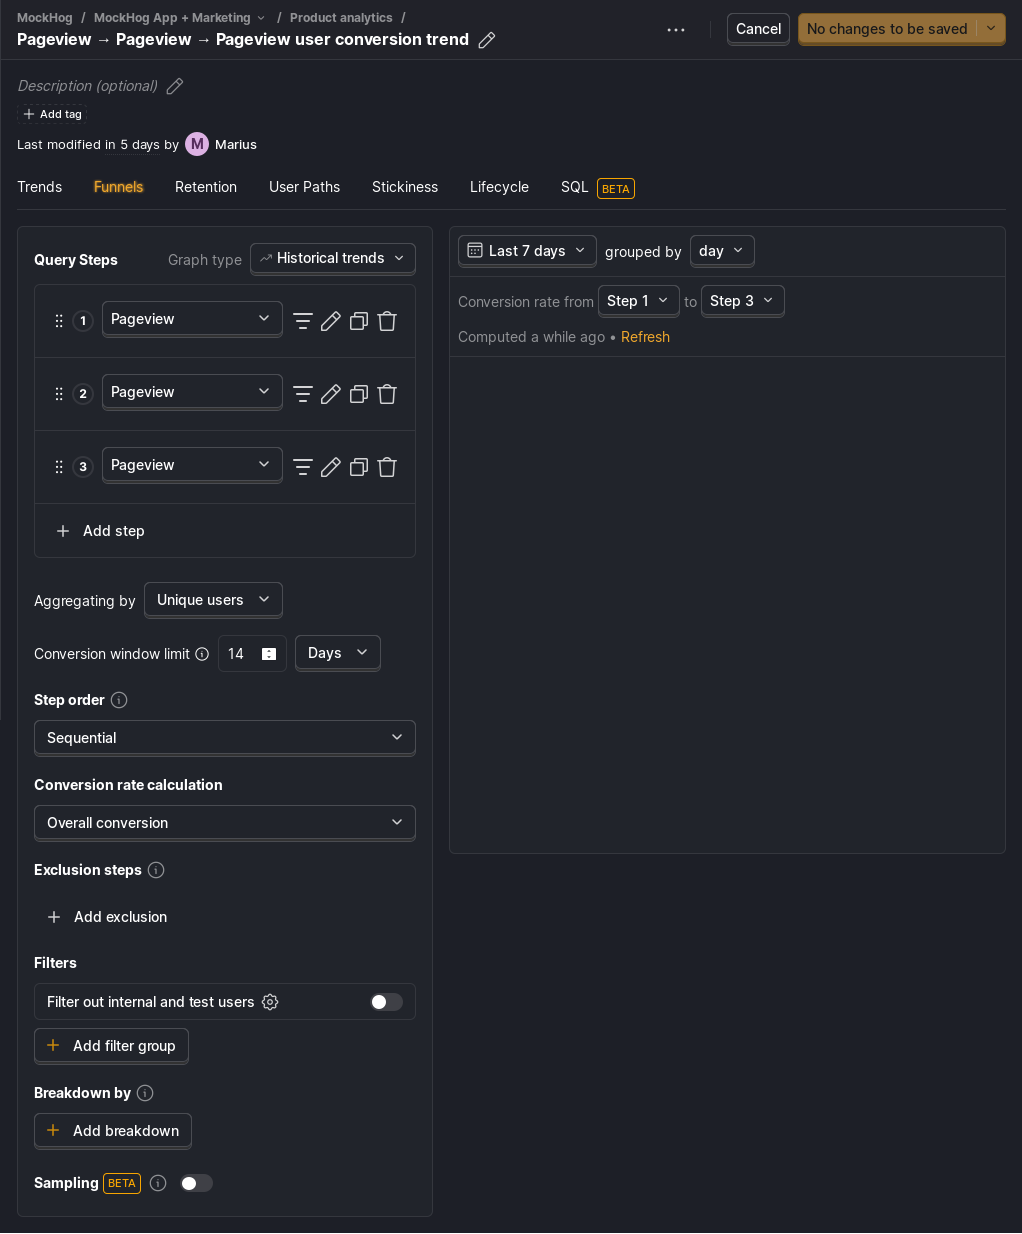 MockHog / MockHog App + Marketing / Product analytics /
Pageview → Pageview → Pageview user conversion trend
Cancel
No changes to be saved
Description (optional)
Add tag
Last modified in 5 days by M Marius
Trends Funnels Retention User Paths Stickiness Lifecycle SQL BETA
Query Steps Graph type Historical trends
1 Pageview
2 Pageview
3 Pageview
Add step
Aggregating by Unique users
Conversion window limit 14 Days
Step order
Sequential
Conversion rate calculation
Overall conversion
Exclusion steps
Add exclusion
Filters
Filter out internal and test users
Add filter group
Breakdown by
Add breakdown
Sampling BETA
Last 7 days grouped by day
Conversion rate from Step 1 to Step 3
Computed a while ago • Refresh